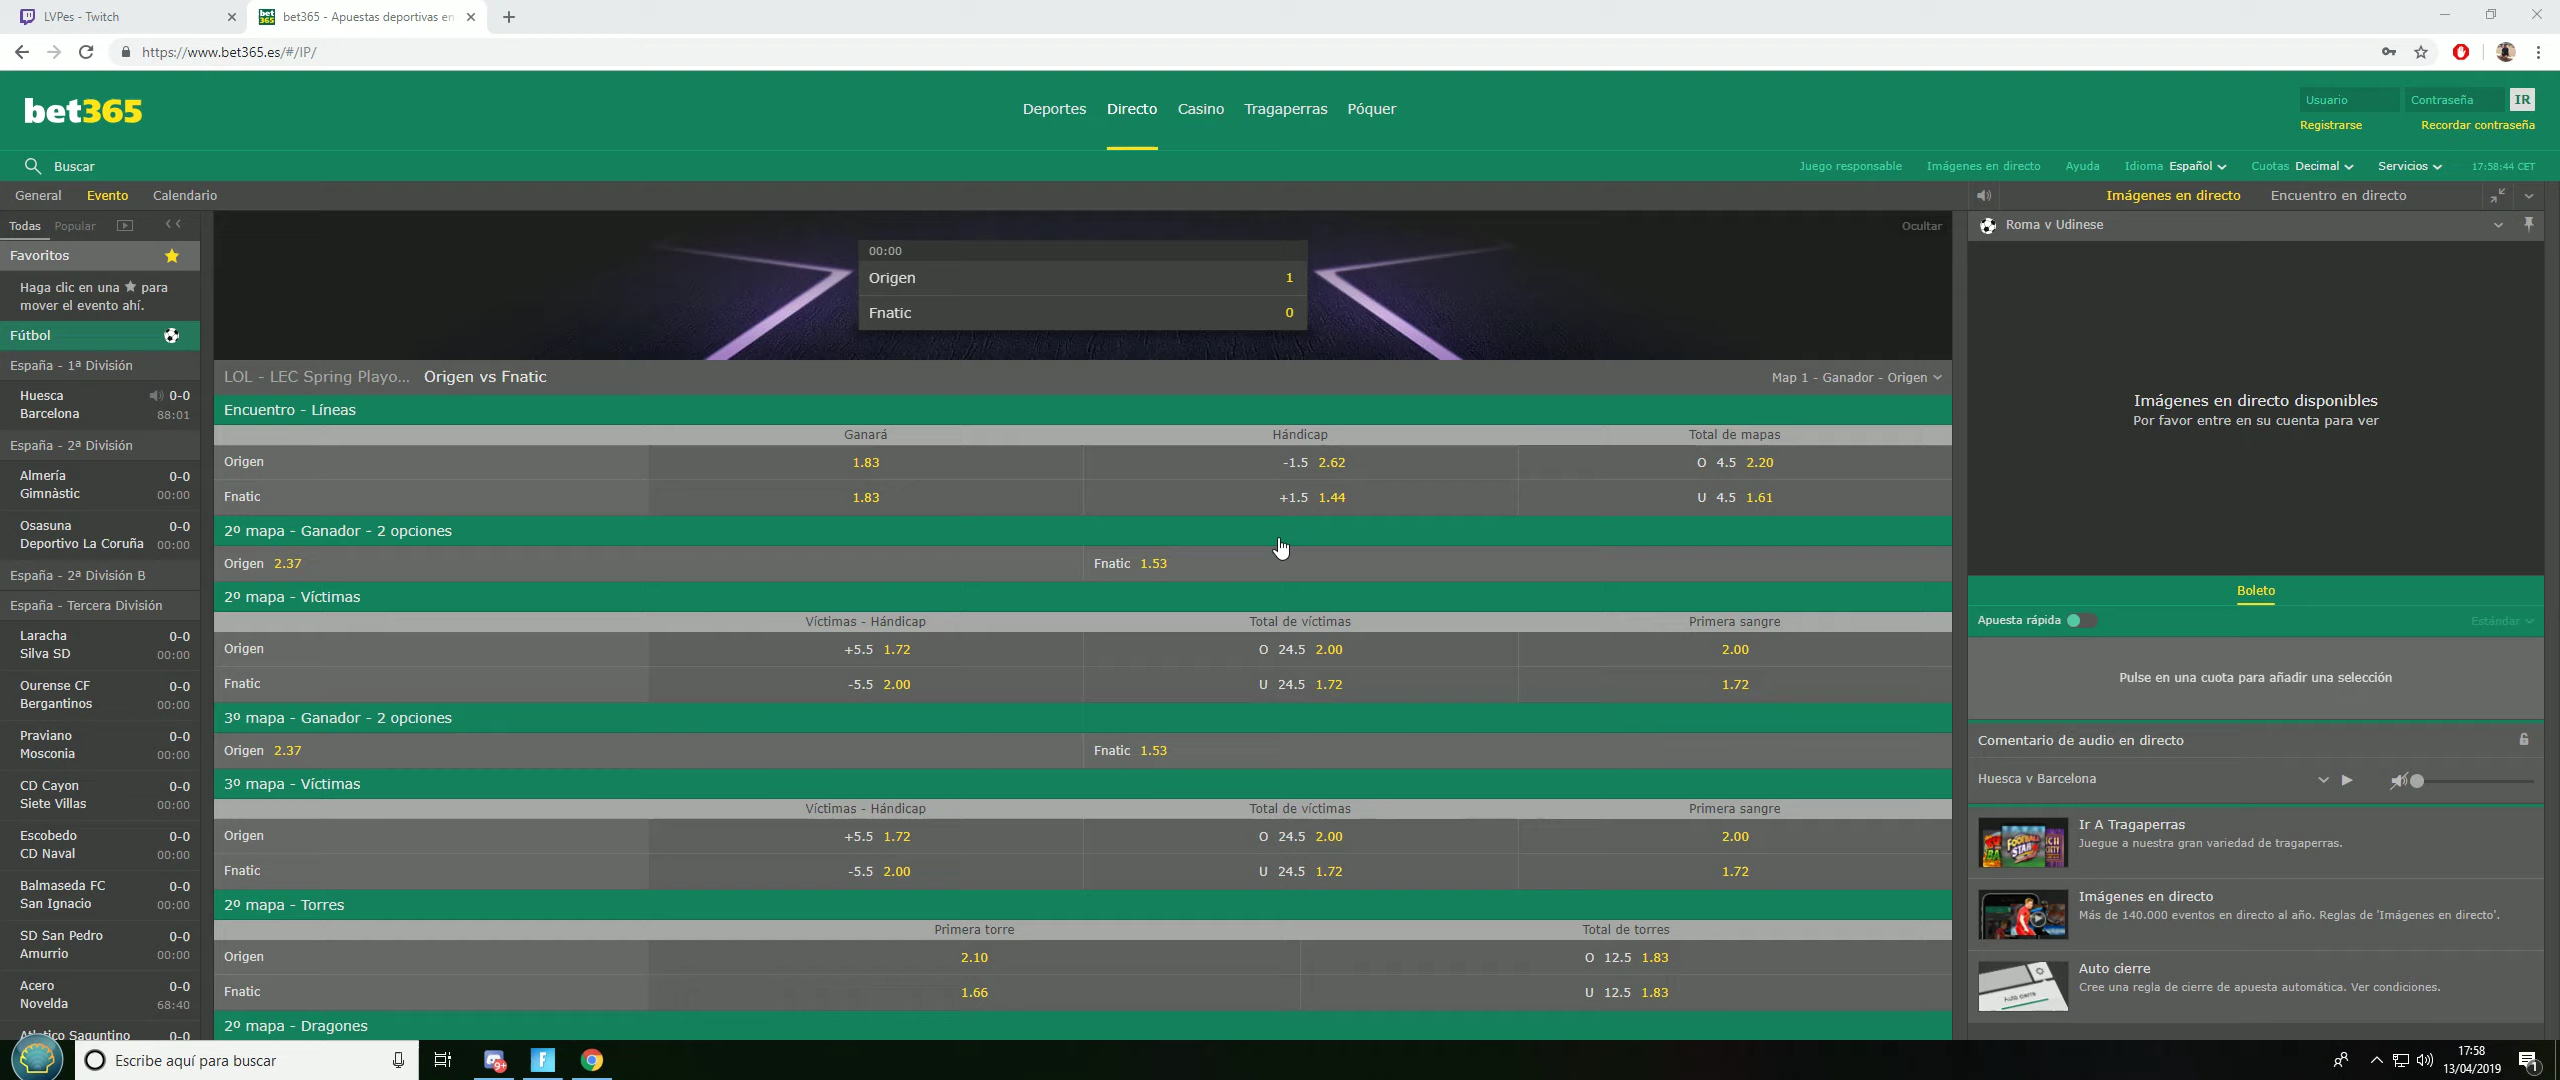 LVPes - Twitch
bet365 - Apuestas deportivas en
https://www.bet365.es/#/IP/
bet365
Deportes Directo Casino Tragaperras Póquer
Usuario Contraseña IR
Registrarse Recordar contraseña
Buscar
Juego responsable Imágenes en directo Ayuda Idioma Español Cuotas Decimal Servicios 17:58:44 CET
General Evento Calendario
Imágenes en directo Encuentro en directo
Todas Popular
Favoritos
Haga clic en una ★ para
mover el evento ahí.
Fútbol
España - 1ª División
Huesca 0-0
Barcelona 88:01
España - 2ª División
Almería 0-0
Gimnàstic 00:00
Osasuna 0-0
Deportivo La Coruña 00:00
España - 2ª División B
España - Tercera División
Laracha 0-0
Silva SD 00:00
Ourense CF 0-0
Bergantinos 00:00
Praviano 0-0
Mosconia 00:00
CD Cayon 0-0
Siete Villas 00:00
Escobedo 0-0
CD Naval 00:00
Balmaseda FC 0-0
San Ignacio 00:00
SD San Pedro 0-0
Amurrio 00:00
Acero 0-0
Novelda 68:40
Atletico Saguntino 0-0
Ocultar
00:00
Origen 1
Fnatic 0
LOL - LEC Spring Playo... Origen vs Fnatic Map 1 - Ganador - Origen
Encuentro - Líneas
Ganará Hándicap Total de mapas
Origen 1.83 -1.5 2.62 O 4.5 2.20
Fnatic 1.83 +1.5 1.44 U 4.5 1.61
2º mapa - Ganador - 2 opciones
Origen 2.37 Fnatic 1.53
2º mapa - Víctimas
Víctimas - Hándicap Total de víctimas Primera sangre
Origen +5.5 1.72 O 24.5 2.00 2.00
Fnatic -5.5 2.00 U 24.5 1.72 1.72
3º mapa - Ganador - 2 opciones
Origen 2.37 Fnatic 1.53
3º mapa - Víctimas
Víctimas - Hándicap Total de víctimas Primera sangre
Origen +5.5 1.72 O 24.5 2.00 2.00
Fnatic -5.5 2.00 U 24.5 1.72 1.72
2º mapa - Torres
Primera torre Total de torres
Origen 2.10 O 12.5 1.83
Fnatic 1.66 U 12.5 1.83
2º mapa - Dragones
Roma v Udinese
Imágenes en directo disponibles
Por favor entre en su cuenta para ver
Boleto
Apuesta rápida Estándar
Pulse en una cuota para añadir una selección
Comentario de audio en directo
Huesca v Barcelona
Ir A Tragaperras
Juegue a nuestra gran variedad de tragaperras.
Imágenes en directo
Más de 140.000 eventos en directo al año. Reglas de 'Imágenes en directo'.
Auto cierre
Cree una regla de cierre de apuesta automática. Ver condiciones.
Escribe aquí para buscar
17:58
13/04/2019